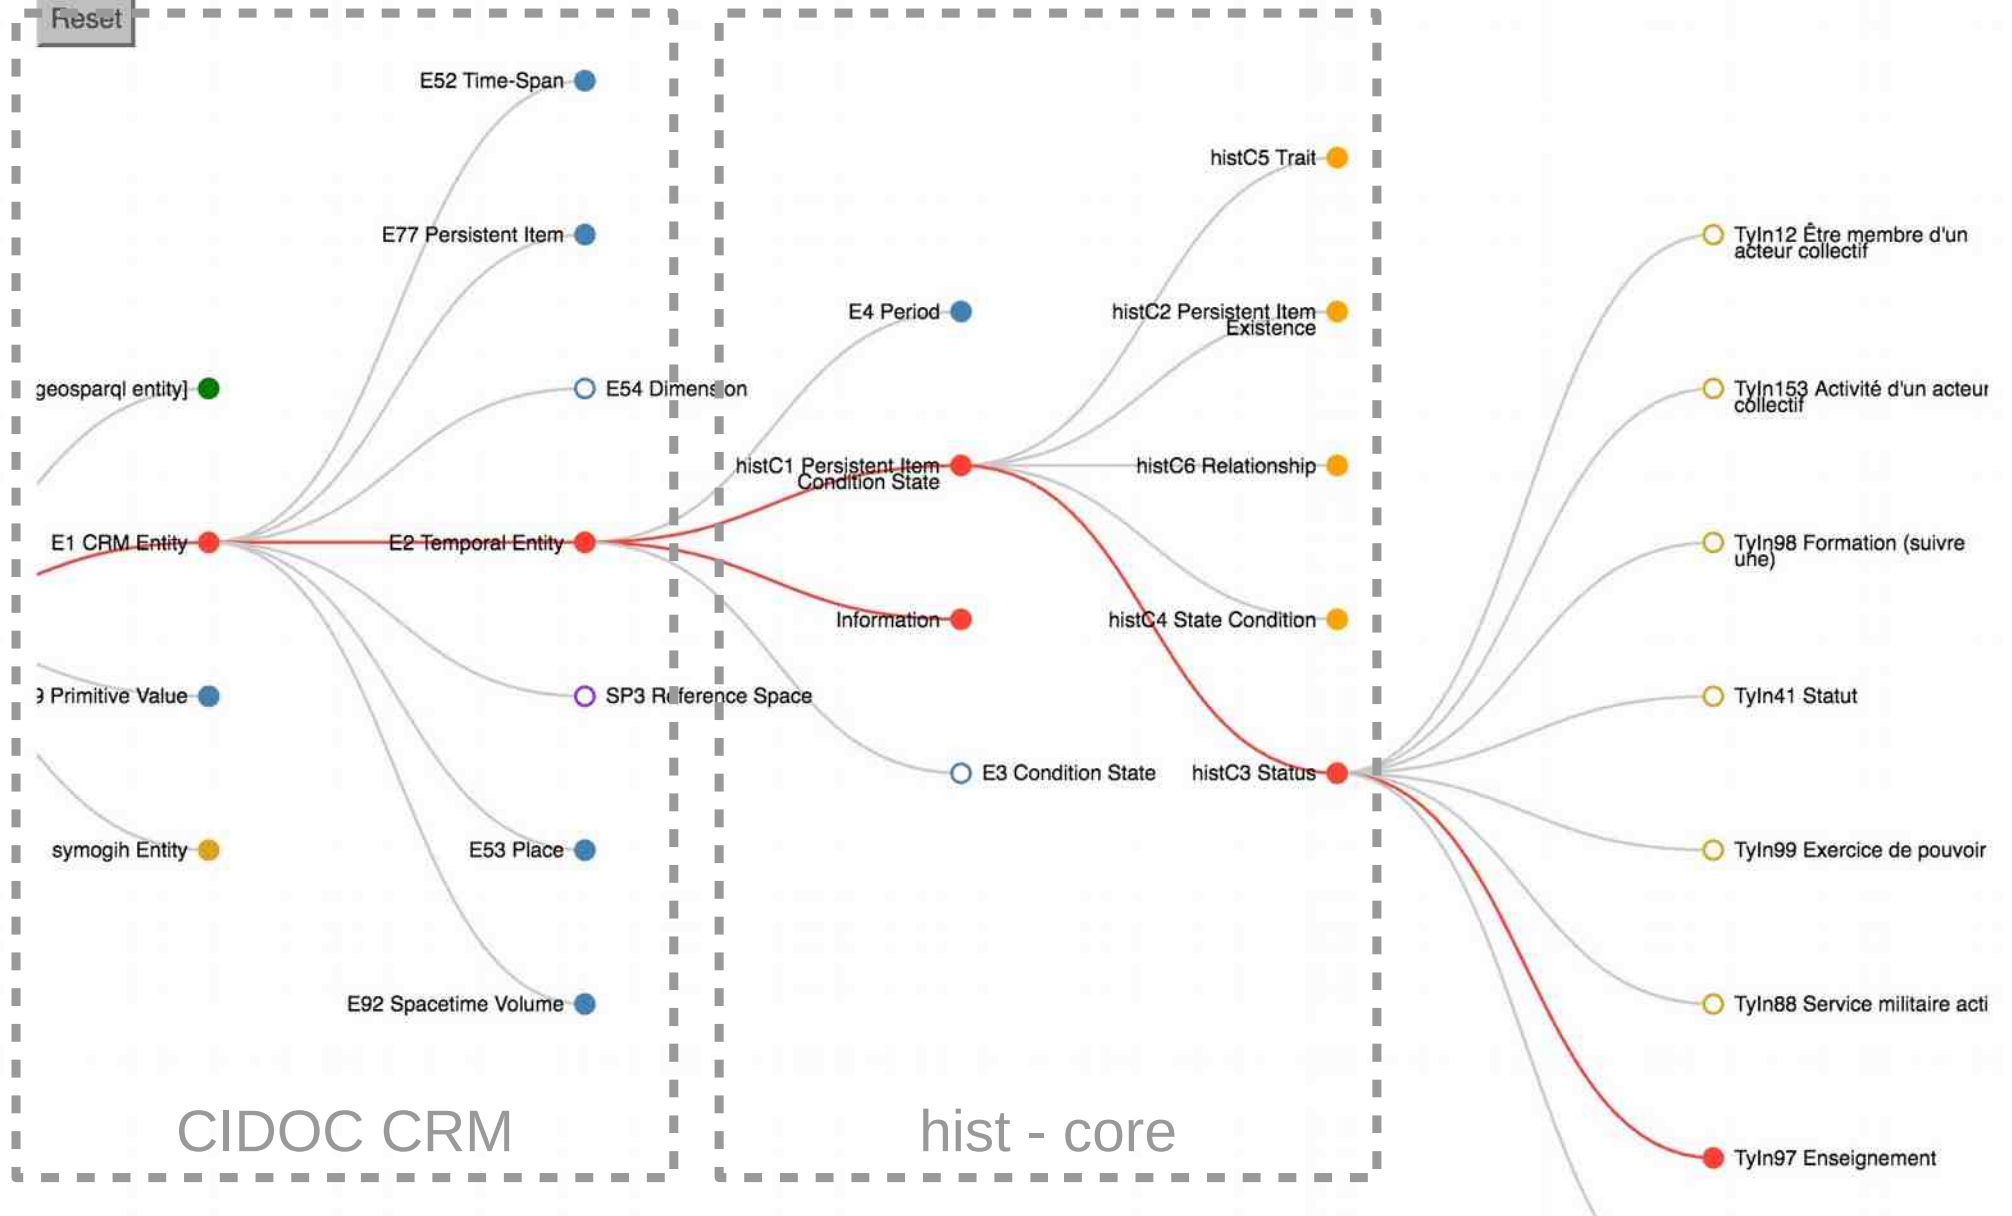 Reset
E52 Time-Span
E77 Persistent Item
geosparql entity]
E54 Dimension
E1 CRM Entity
E2 Temporal Entity
9 Primitive Value
SP3 Reference Space
symogih Entity
E53 Place
E92 Spacetime Volume
CIDOC CRM
histC5 Trait
E4 Period
histC2 Persistent Item
Existence
histC1 Persistent Item
Condition State
histC6 Relationship
Information
histC4 State Condition
E3 Condition State
histC3 Status
hist - core
TyIn12 Être membre d'un
acteur collectif
TyIn153 Activité d'un acteur
collectif
TyIn98 Formation (suivre
une)
TyIn41 Statut
TyIn99 Exercice de pouvoir
TyIn88 Service militaire acti
TyIn97 Enseignement